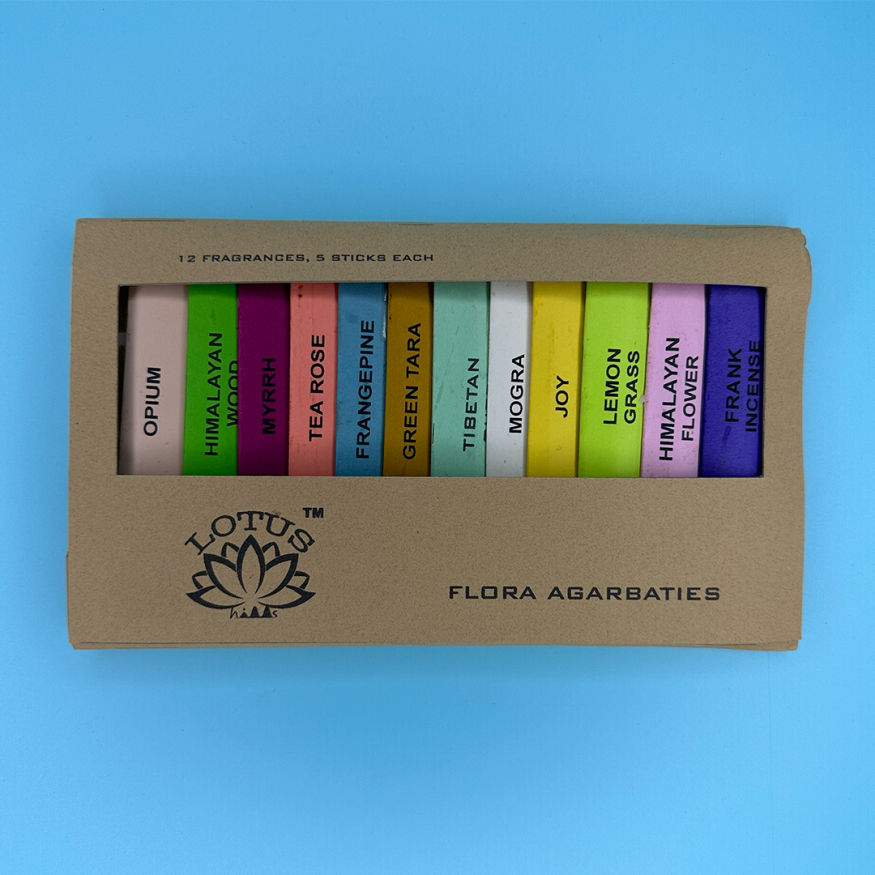 12 FRAGRANCES, 5 STICKS EACH
OPIUM
HIMALAYAN
WOOD
MYRRH
TEA ROSE
FRANGEPINE
GREEN TARA
TIBETAN
MOGRA
JOY
LEMON
GRASS
HIMALAYAN
FLOWER
FRANK
INCENSE
LOTUS TM
hills
FLORA AGARBATIES